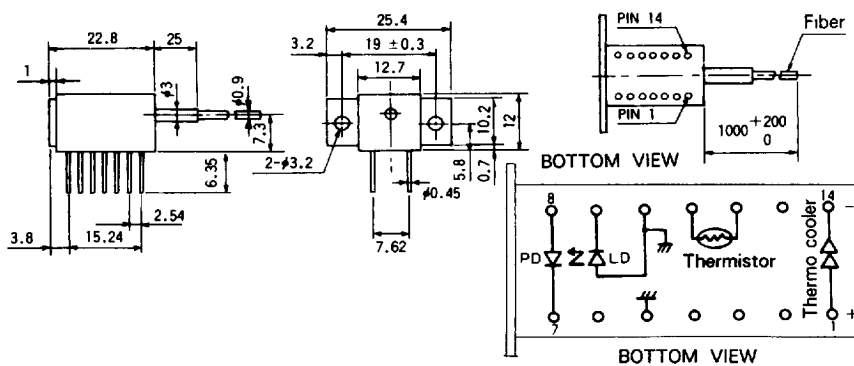 22.8
25
1
φ3
φ0.9
7.3
6.35
2.54
3.8
15.24
25.4
3.2
19 ±0.3
12.7
10.2
12
2-φ3.2
5.8
0.7
φ0.45
7.62
PIN 14
Fiber
PIN 1
1000 +200 0
BOTTOM VIEW
8
14
−
PD
LD
Thermistor
Thermo cooler
7
1
+
BOTTOM VIEW